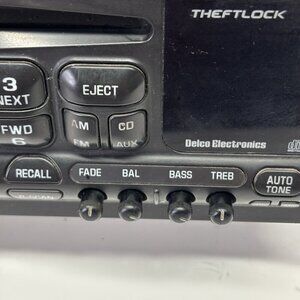 THEFTLOCK
3
NEXT
EJECT
AM
FM
CD
AUX
FWD
6
Delco Electronics
RECALL
FADE
BAL
BASS
TREB
AUTO
TONE